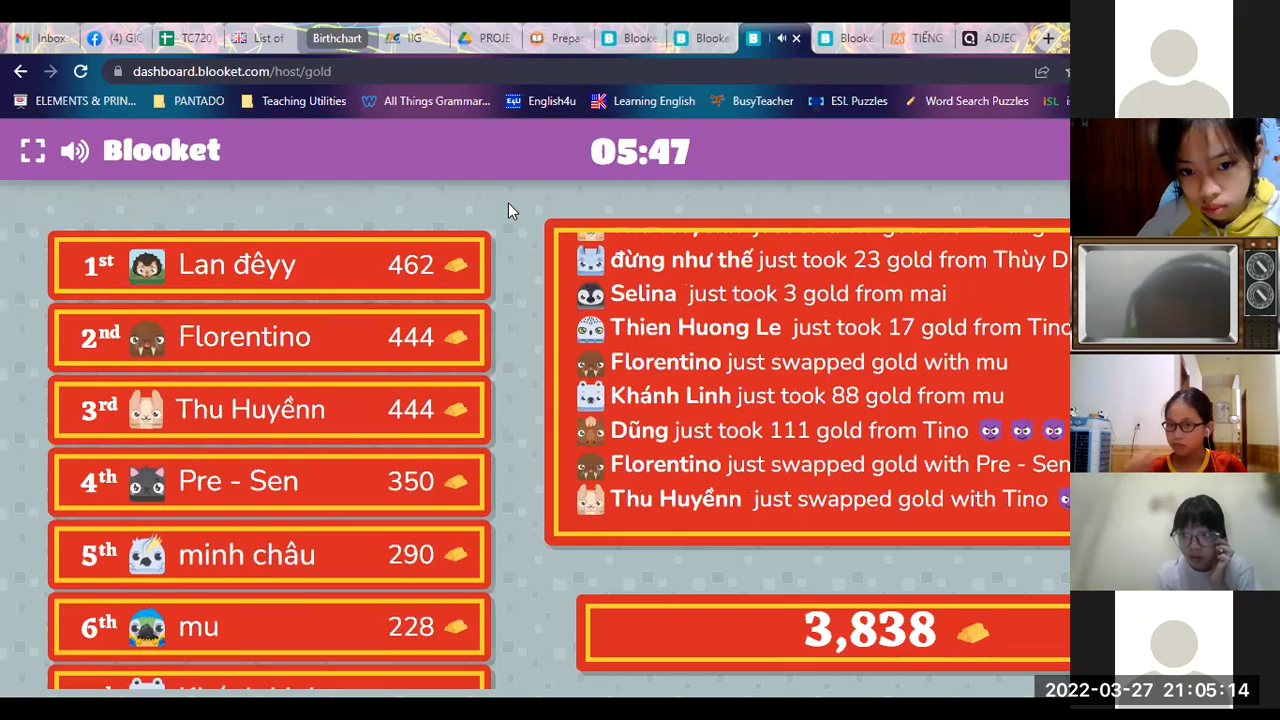 Inbox (4) GIC TC720 List of Birthchart IIG PROJE Prepar Blooke Blooke Blooke 123 TIẾNG ADJEC
dashboard.blooket.com/host/gold
ELEMENTS & PRIN... PANTADO Teaching Utilities All Things Grammar... E4U English4u Learning English BusyTeacher ESL Puzzles Word Search Puzzles iSL
Blooket
05:47
1st Lan đêyy 462
2nd Florentino 444
3rd Thu Huyềnn 444
4th Pre - Sen 350
5th minh châu 290
6th mu 228
đừng như thế just took 23 gold from Thùy D
Selina just took 3 gold from mai
Thien Huong Le just took 17 gold from Tino
Florentino just swapped gold with mu
Khánh Linh just took 88 gold from mu
Dũng just took 111 gold from Tino 😈 😈 😈
Florentino just swapped gold with Pre - Sen
Thu Huyềnn just swapped gold with Tino
3,838
2022-03-27 21:05:14